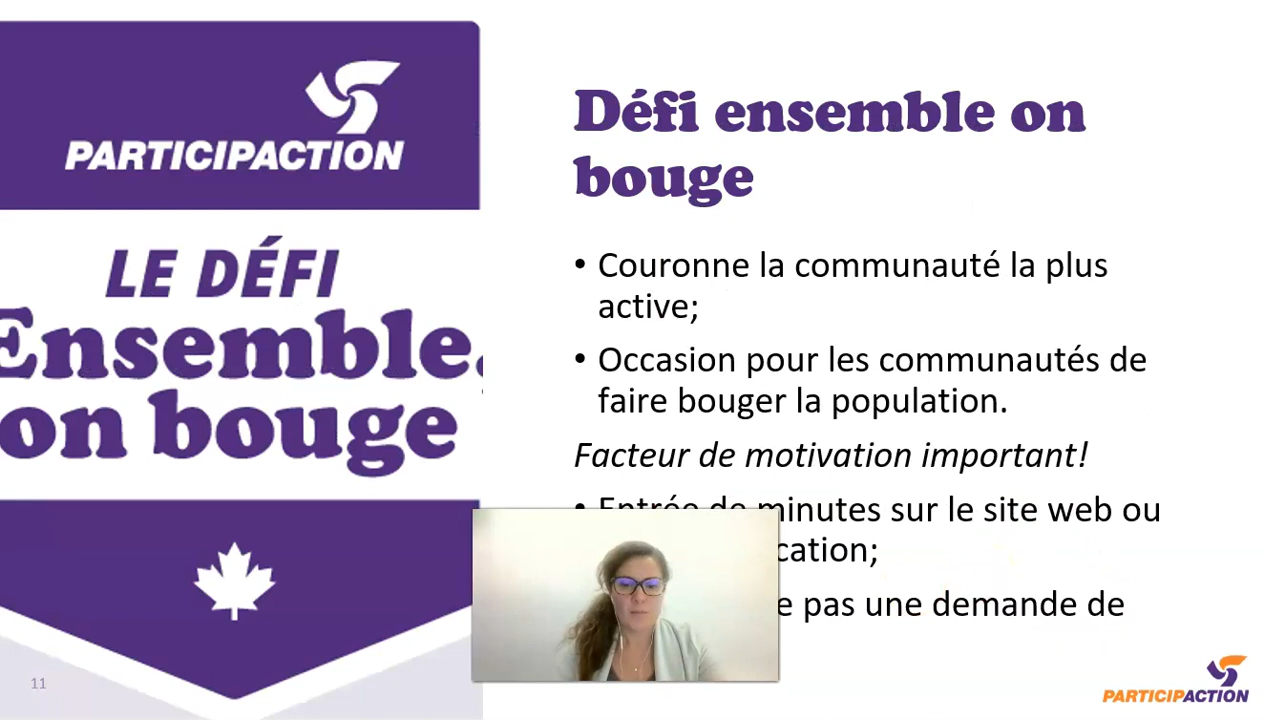 PARTICIPACTION
LE DÉFI
Ensemble,
on bouge
11
Défi ensemble on
bouge
• Couronne la communauté la plus
active;
• Occasion pour les communautés de
faire bouger la population.
Facteur de motivation important!
• Entrée de minutes sur le site web ou
cation;
e pas une demande de
PARTICIPACTION